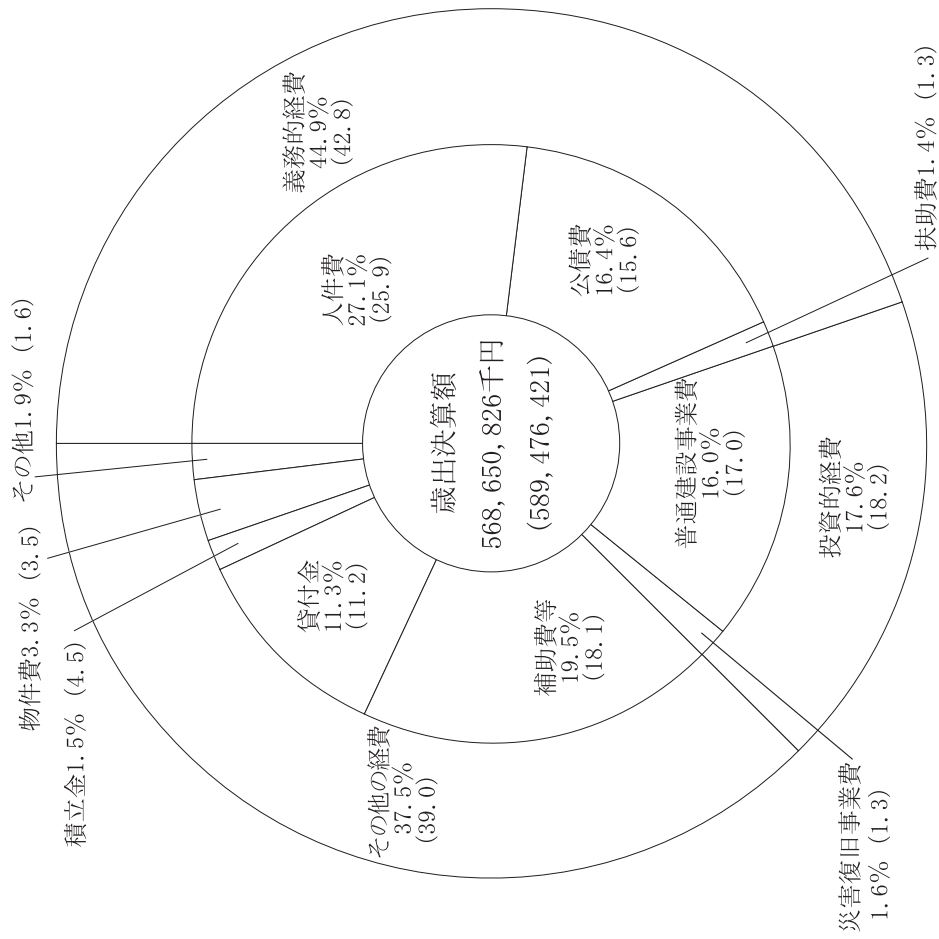 歳出決算額
568,650,826千円
(589,476,421)
義務的経費
44.9%
(42.8)
人件費
27.1%
(25.9)
公債費
16.4%
(15.6)
扶助費1.4% (1.3)
投資的経費
17.6%
(18.2)
普通建設事業費
16.0%
(17.0)
災害復旧事業費
1.6% (1.3)
その他の経費
37.5%
(39.0)
補助費等
19.5%
(18.1)
貸付金
11.3%
(11.2)
積立金1.5% (4.5)
物件費3.3% (3.5)
その他1.9% (1.6)